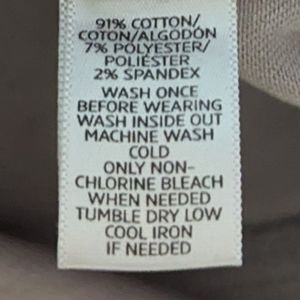 91% COTTON/
COTON/ALGODÓN
7% POLYESTER/
POLIÉSTER
2% SPANDEX
WASH ONCE
BEFORE WEARING
WASH INSIDE OUT
MACHINE WASH
COLD
ONLY NON-
CHLORINE BLEACH
WHEN NEEDED
TUMBLE DRY LOW
COOL IRON
IF NEEDED